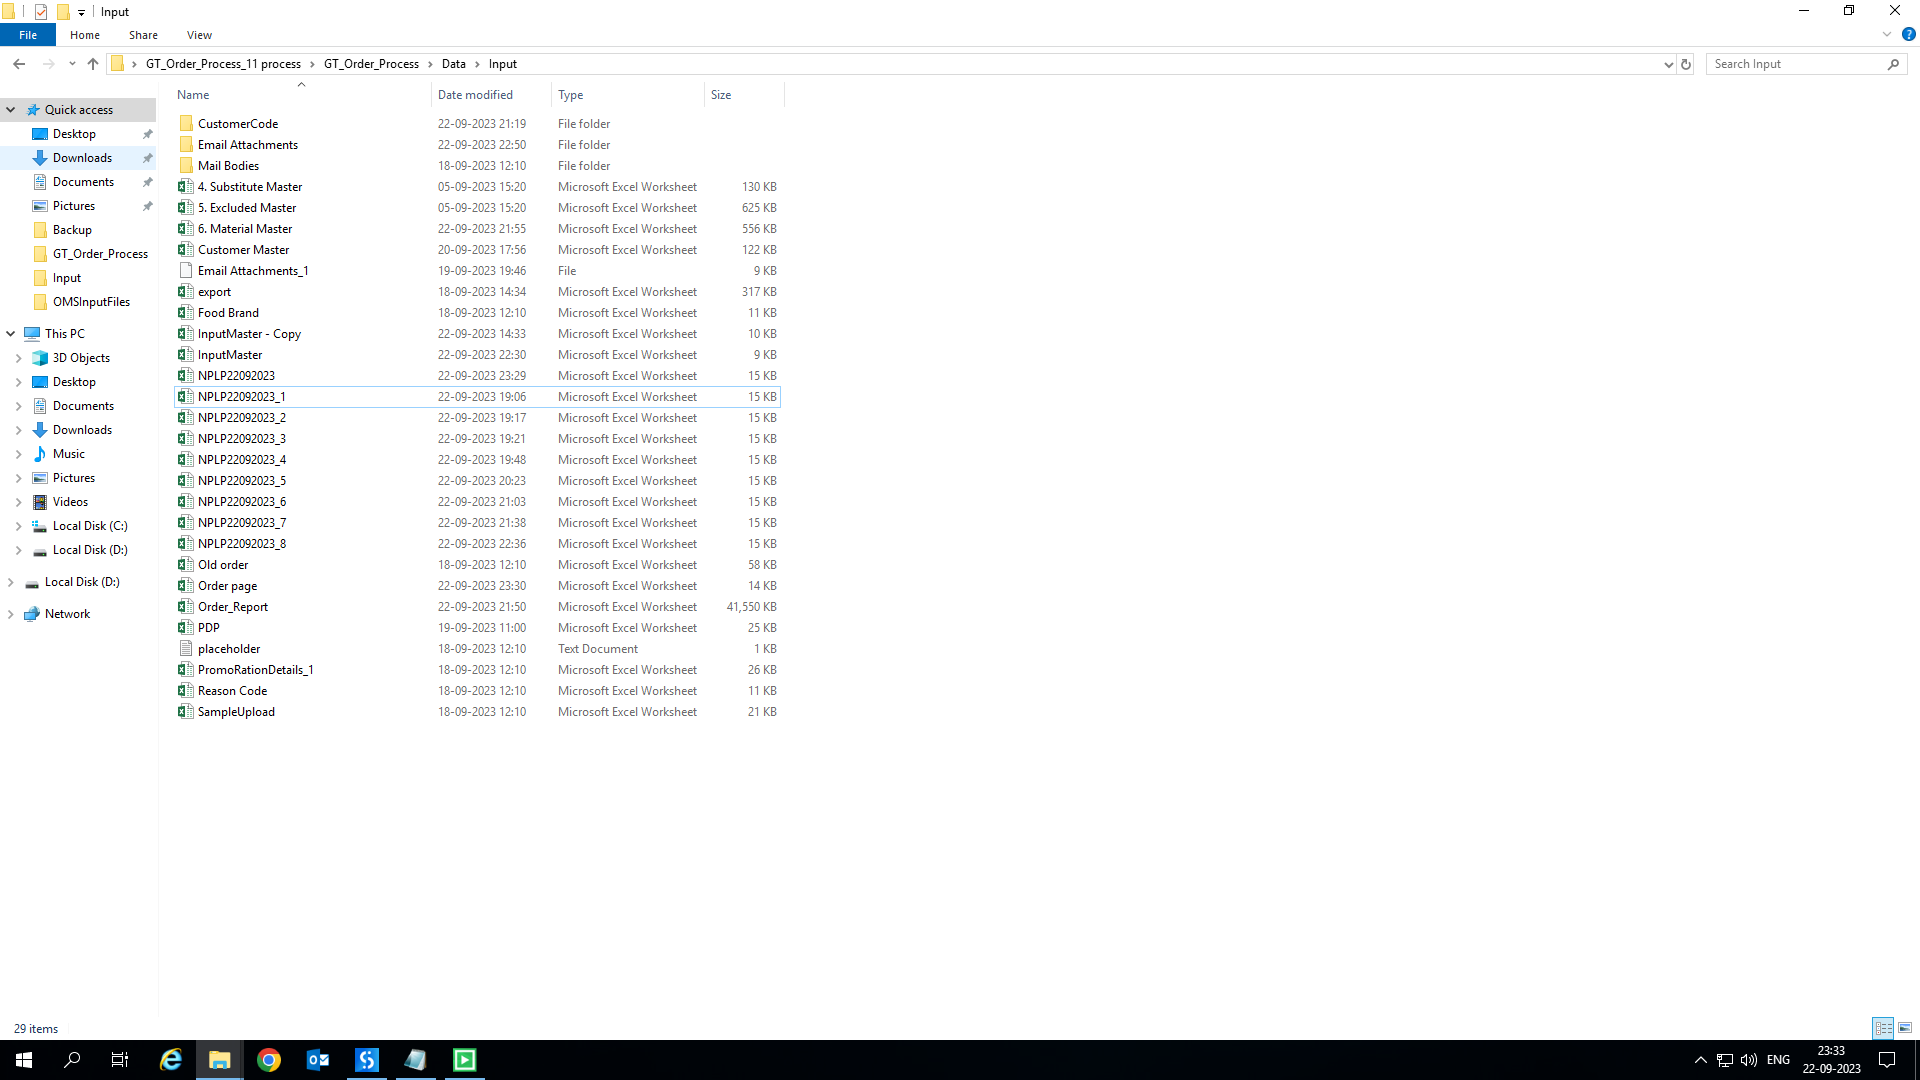 Input
File Home Share View
GT_Order_Process_11 process GT_Order_Process Data Input
Search Input
Name Date modified Type Size
Quick access
Desktop
Downloads
Documents
Pictures
Backup
GT_Order_Process
Input
OMSInputFiles
This PC
3D Objects
Desktop
Documents
Downloads
Music
Pictures
Videos
Local Disk (C:)
Local Disk (D:)
Local Disk (D:)
Network
CustomerCode 22-09-2023 21:19 File folder
Email Attachments 22-09-2023 22:50 File folder
Mail Bodies 18-09-2023 12:10 File folder
4. Substitute Master 05-09-2023 15:20 Microsoft Excel Worksheet 130 KB
5. Excluded Master 05-09-2023 15:20 Microsoft Excel Worksheet 625 KB
6. Material Master 22-09-2023 21:55 Microsoft Excel Worksheet 556 KB
Customer Master 20-09-2023 17:56 Microsoft Excel Worksheet 122 KB
Email Attachments_1 19-09-2023 19:46 File 9 KB
export 18-09-2023 14:34 Microsoft Excel Worksheet 317 KB
Food Brand 18-09-2023 12:10 Microsoft Excel Worksheet 11 KB
InputMaster - Copy 22-09-2023 14:33 Microsoft Excel Worksheet 10 KB
InputMaster 22-09-2023 22:30 Microsoft Excel Worksheet 9 KB
NPLP22092023 22-09-2023 23:29 Microsoft Excel Worksheet 15 KB
NPLP22092023_1 22-09-2023 19:06 Microsoft Excel Worksheet 15 KB
NPLP22092023_2 22-09-2023 19:17 Microsoft Excel Worksheet 15 KB
NPLP22092023_3 22-09-2023 19:21 Microsoft Excel Worksheet 15 KB
NPLP22092023_4 22-09-2023 19:48 Microsoft Excel Worksheet 15 KB
NPLP22092023_5 22-09-2023 20:23 Microsoft Excel Worksheet 15 KB
NPLP22092023_6 22-09-2023 21:03 Microsoft Excel Worksheet 15 KB
NPLP22092023_7 22-09-2023 21:38 Microsoft Excel Worksheet 15 KB
NPLP22092023_8 22-09-2023 22:36 Microsoft Excel Worksheet 15 KB
Old order 18-09-2023 12:10 Microsoft Excel Worksheet 58 KB
Order page 22-09-2023 23:30 Microsoft Excel Worksheet 14 KB
Order_Report 22-09-2023 21:50 Microsoft Excel Worksheet 41,550 KB
PDP 19-09-2023 11:00 Microsoft Excel Worksheet 25 KB
placeholder 18-09-2023 12:10 Text Document 1 KB
PromoRationDetails_1 18-09-2023 12:10 Microsoft Excel Worksheet 26 KB
Reason Code 18-09-2023 12:10 Microsoft Excel Worksheet 11 KB
SampleUpload 18-09-2023 12:10 Microsoft Excel Worksheet 21 KB
29 items
ENG
23:33
22-09-2023